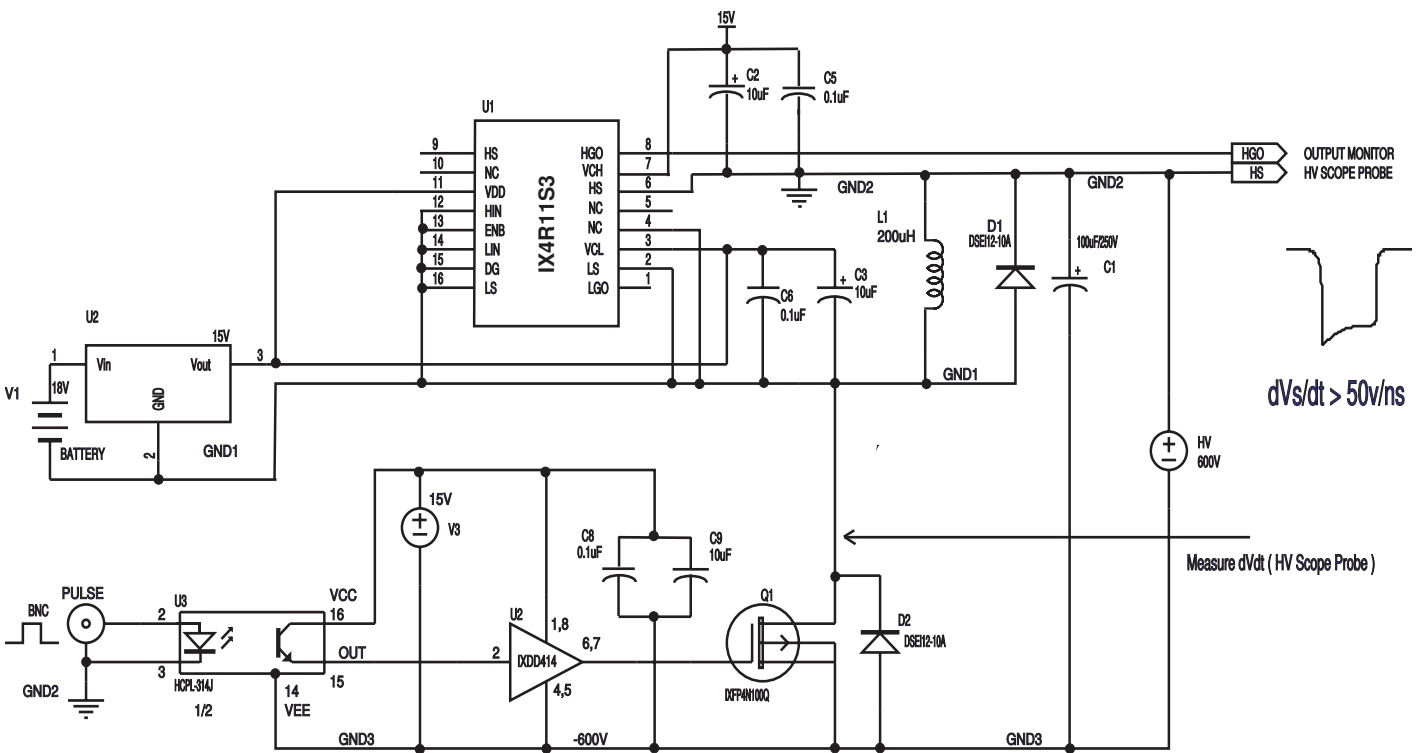 15V
C2
10uF
C5
0.1uF
U1
IX4R11S3
9
HS
10
NC
11
VDD
12
HIN
13
ENB
14
LIN
15
DG
16
LS
HGO
8
VCH
7
HS
6
NC
5
NC
4
VCL
3
LS
2
LGO
1
HGO
OUTPUT MONITOR
HS
HV SCOPE PROBE
GND2
GND2
L1
200uH
D1
DSEI12-10A
100uF/250V
C1
C6
0.1uF
C3
10uF
dVs/dt > 50v/ns
U2
15V
1
Vin
Vout
3
GND
2
V1
18V
BATTERY
GND1
GND1
HV
600V
15V
V3
C8
0.1uF
C9
10uF
Measure dVdt ( HV Scope Probe )
BNC
PULSE
2
3
GND2
U3
HCPL-314J
1/2
VCC
16
OUT
15
14
VEE
U2
2
IXDD414
1,8
6,7
4,5
Q1
IXFP4N100Q
D2
DSEI12-10A
GND3
-600V
GND3